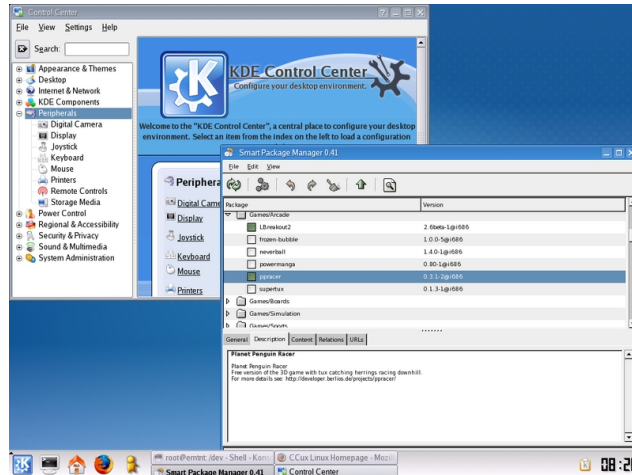 Control Center
File View Settings Help
Search:
Appearance & Themes
Desktop
Internet & Network
KDE Components
Peripherals
Digital Camera
Display
Joystick
Keyboard
Mouse
Printers
Remote Controls
Storage Media
Power Control
Regional & Accessibility
Security & Privacy
Sound & Multimedia
System Administration
KDE Control Center
Configure your desktop environment.
Welcome to the "KDE Control Center", a central place to configure your desktop
environment. Select an item from the index on the left to load a configuration
Periphera
Digital Came
Display
Joystick
Keyboard
Mouse
Printers
Smart Package Manager 0.41
File Edit View
Package Version
Games/Arcade
LBreakout2 2.6beta-1@i686
frozen-bubble 1.0.0-5@i686
neverball 1.4.0-1@i686
powermanga 0.80-1@i686
ppracer 0.3.1-2@i686
supertux 0.1.3-1@i686
Games/Boards
Games/Simulation
Games/Sports
General Description Content Relations URLs
Planet Penguin Racer
Planet Penguin Racer
Free version of the 3D game with tux catching herrings racing downhill.
For more details see: http://developer.berlios.de/projects/ppracer/
root@emtnt: /dev - Shell - Kons
CCux Linux Homepage - Mozill
Smart Package Manager 0.41
Control Center
08:2